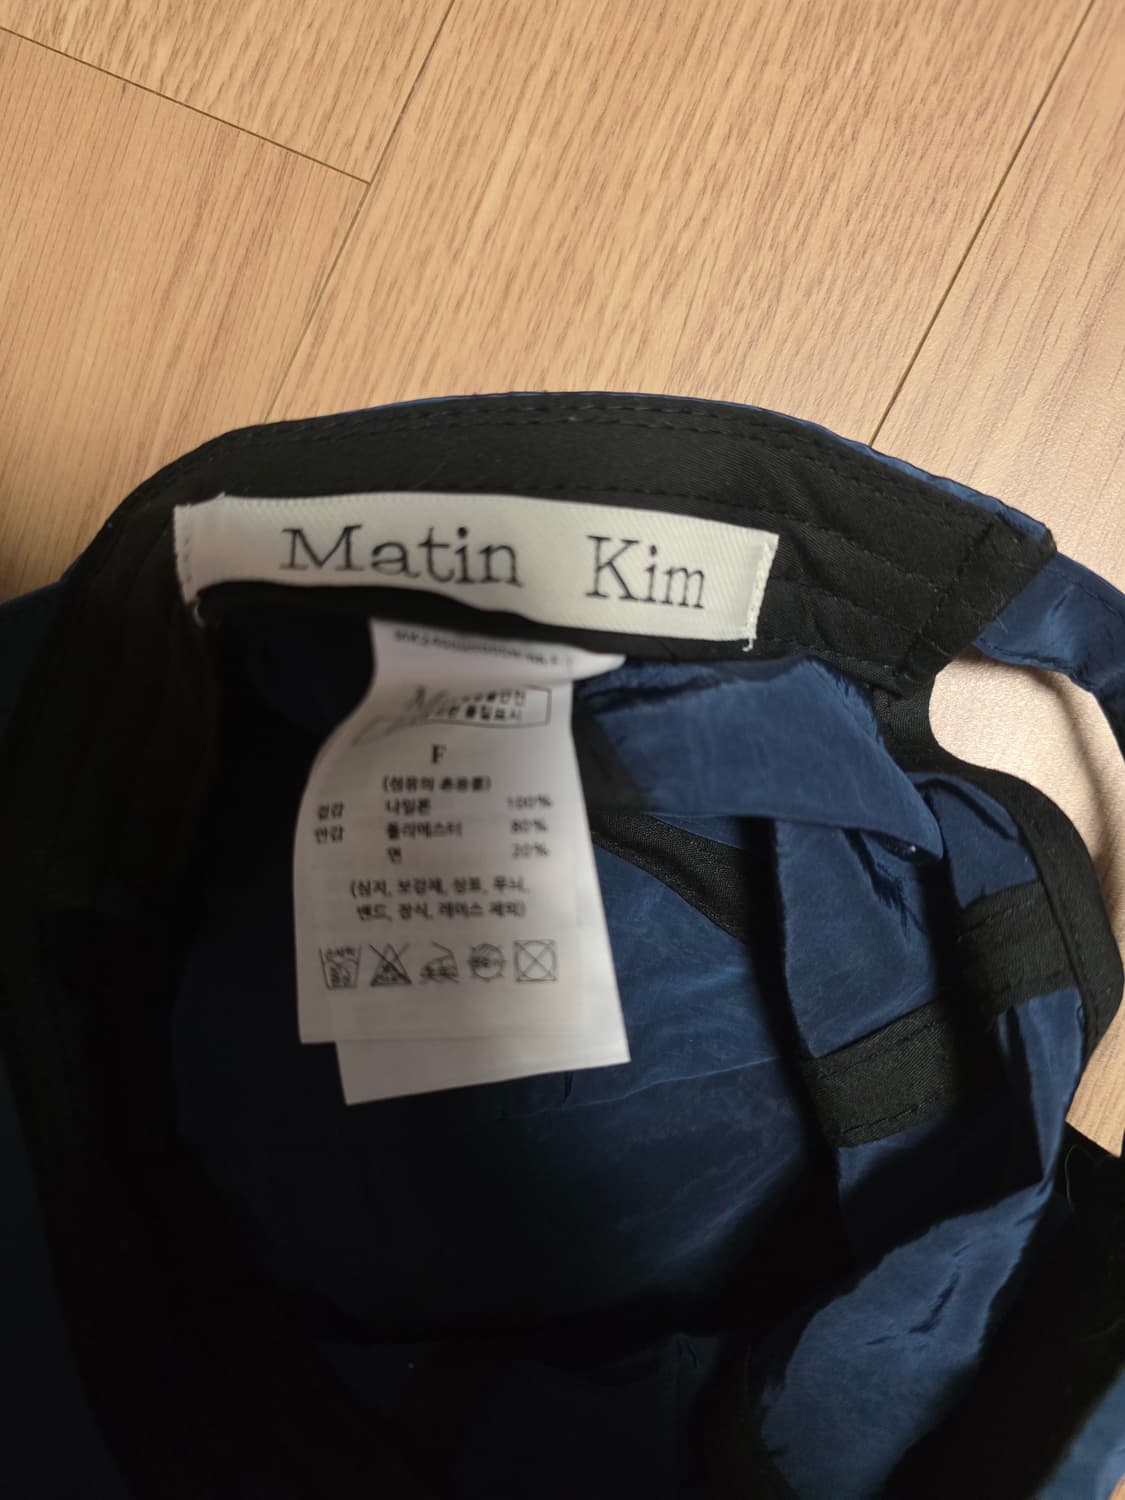 Matin Kim
F
(섬유의 혼용률)
겉감 나일론 100%
안감 폴리에스터 80%
면 20%
(심지, 보강재, 상표, 무늬,
밴드, 장식, 레이스 제외)